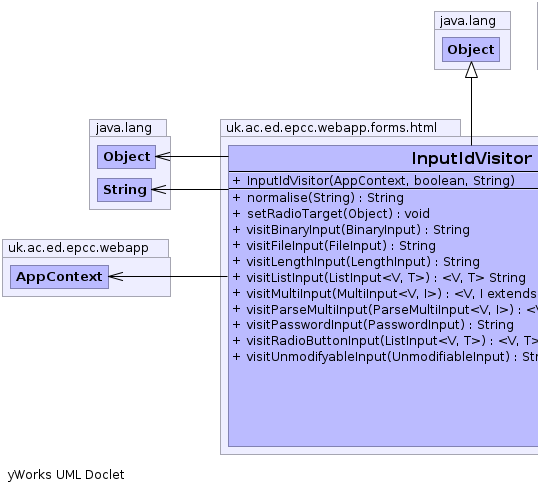 java.lang
Object
java.lang
Object
String
uk.ac.ed.epcc.webapp
AppContext
uk.ac.ed.epcc.webapp.forms.html
InputIdVisitor
+ InputIdVisitor(AppContext, boolean, String)
+ normalise(String) : String
+ setRadioTarget(Object) : void
+ visitBinaryInput(BinaryInput) : String
+ visitFileInput(FileInput) : String
+ visitLengthInput(LengthInput) : String
+ visitListInput(ListInput<V, T>) : <V, T> String
+ visitMultiInput(MultiInput<V, I>) : <V, I extends
+ visitParseMultiInput(ParseMultiInput<V, I>) : <V
+ visitPasswordInput(PasswordInput) : String
+ visitRadioButtonInput(ListInput<V, T>) : <V, T>
+ visitUnmodifyableInput(UnmodifiableInput) : Str
yWorks UML Doclet